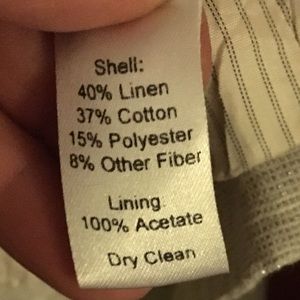 Shell:
40% Linen
37% Cotton
15% Polyester
8% Other Fiber
Lining
100% Acetate
Dry Clean